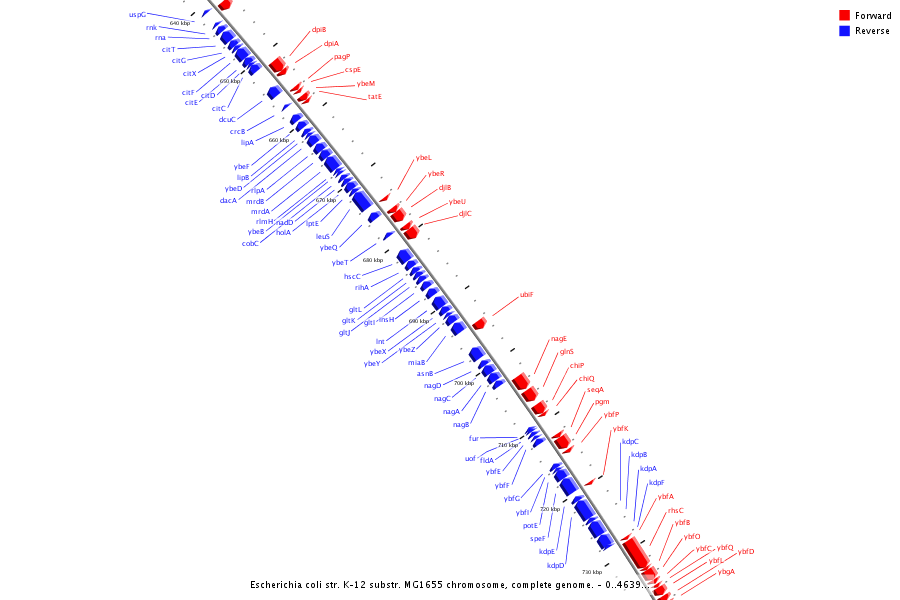 Forward
Reverse
uspG
640 kbp
rnk
rna
citT
citG
citX
650 kbp
citF
citD
citE
citC
dcuC
crcB
lipA
660 kbp
ybeF
lipB
ybeD
rlpA
dacA
mrdB
mrdA
670 kbp
rlmH
nadD
lptE
ybeB
holA
leuS
cobC
ybeQ
ybeT
680 kbp
hscC
rihA
gltL
gltK
gltI
insH
690 kbp
gltJ
lnt
ybeX
ybeZ
ybeY
miaB
asnB
700 kbp
nagD
nagC
nagA
nagB
fur
710 kbp
uof
fldA
ybfE
ybfF
ybfG
ybfI
720 kbp
potE
speF
kdpE
kdpD
730 kbp
dpiB
dpiA
pagP
cspE
ybeM
tatE
ybeL
ybeR
djlB
ybeU
djlC
ubiF
nagE
glnS
chiP
chiQ
seqA
pgm
ybfP
ybfK
kdpC
kdpB
kdpA
kdpF
ybfA
rhsC
ybfB
ybfO
ybfC
ybfQ
ybfD
ybfL
ybgA
Escherichia coli str. K-12 substr. MG1655 chromosome, complete genome. - 0..4639...